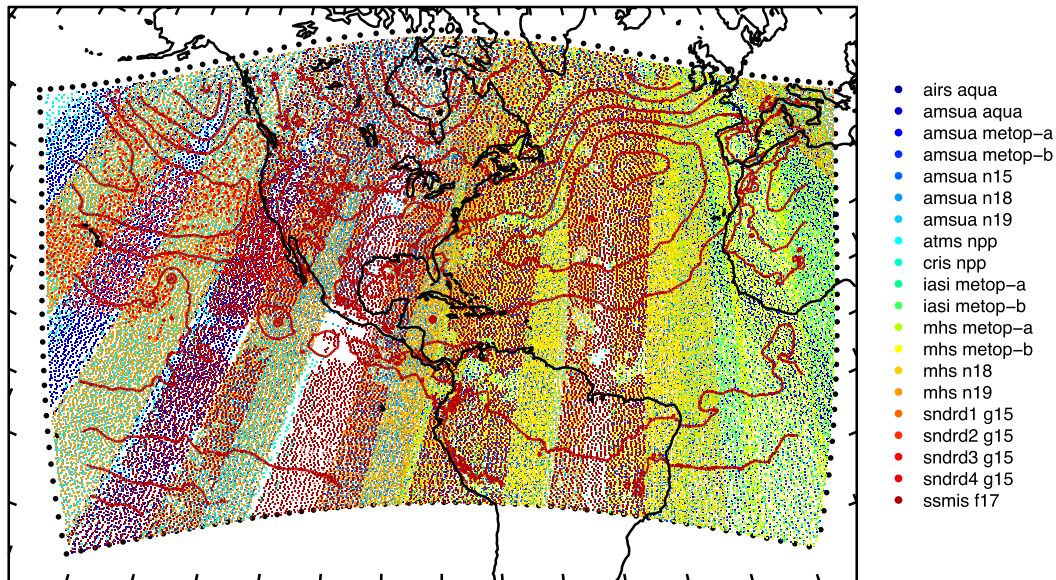 airs aqua
amsua aqua
amsua metop−a
amsua metop−b
amsua n15
amsua n18
amsua n19
atms npp
cris npp
iasi metop−a
iasi metop−b
mhs metop−a
mhs metop−b
mhs n18
mhs n19
sndrd1 g15
sndrd2 g15
sndrd3 g15
sndrd4 g15
ssmis f17